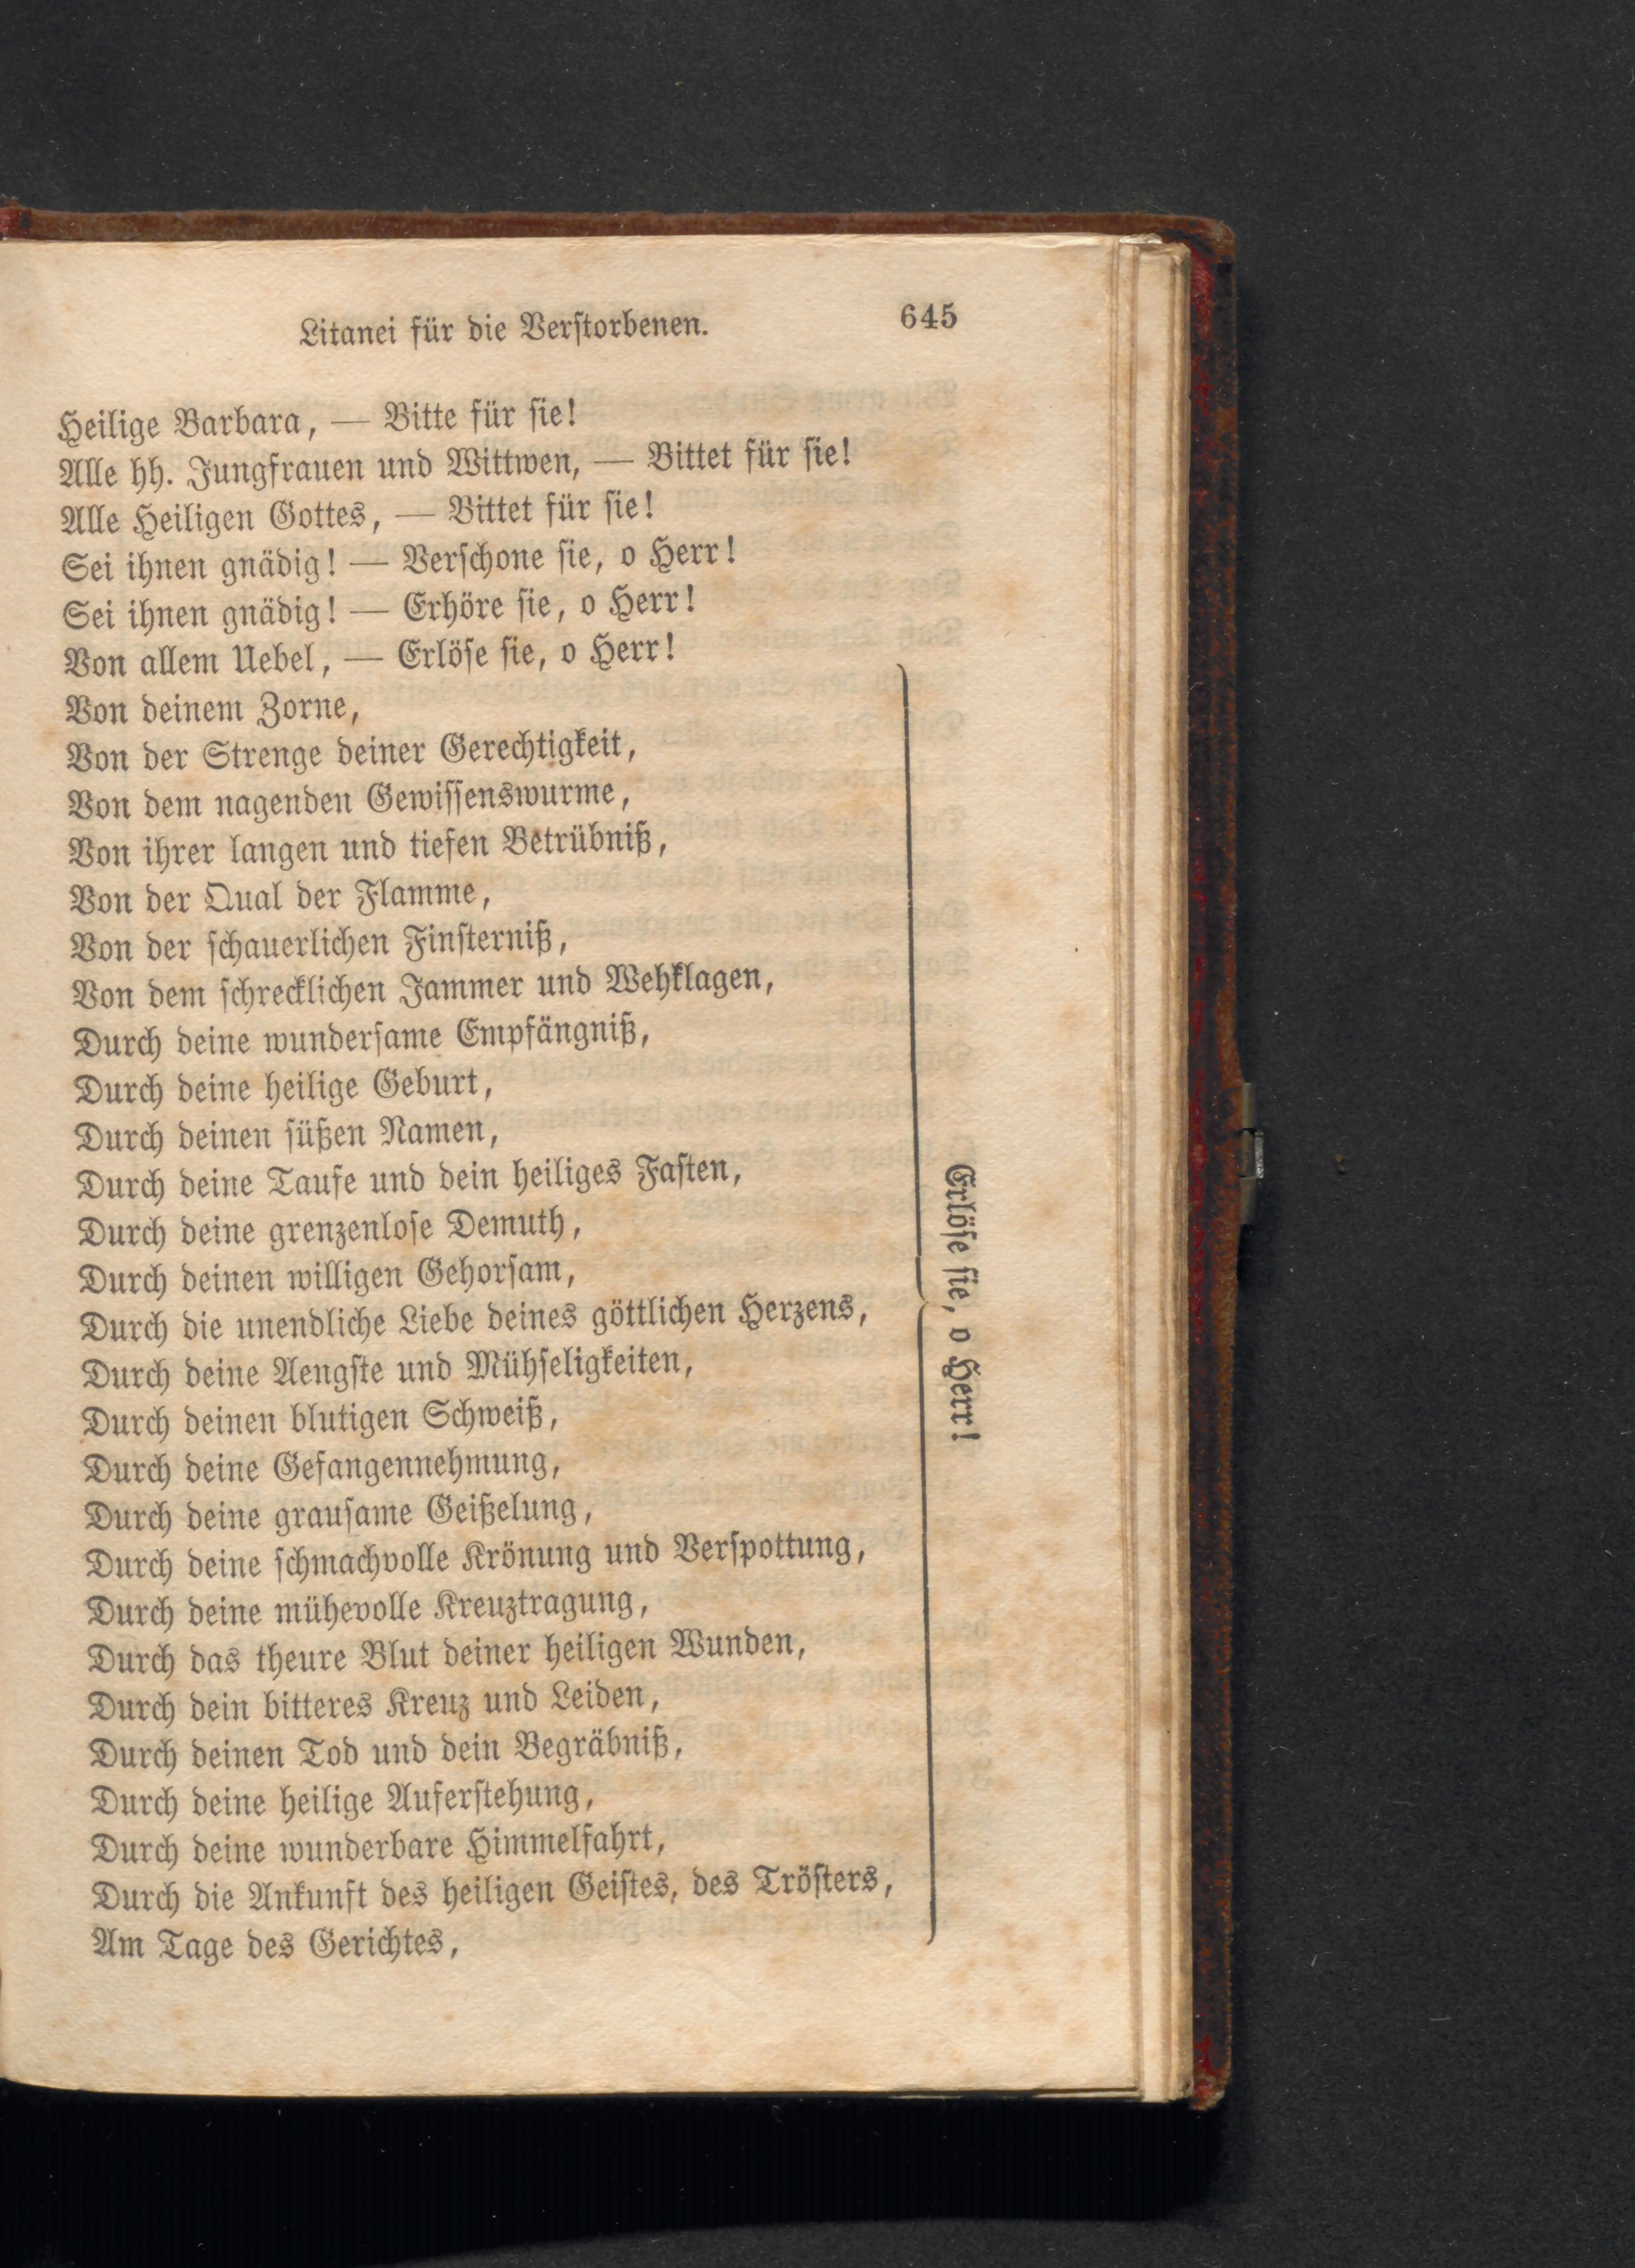 Litanei für die Verstorbenen. 645
Heilige Barbara, — Bitte für sie!
Alle hh. Jungfrauen und Wittwen, — Bittet für sie!
Alle Heiligen Gottes, — Bittet für sie!
Sei ihnen gnädig! — Verschone sie, o Herr!
Sei ihnen gnädig! — Erhöre sie, o Herr!
Von allem Uebel, — Erlöse sie, o Herr!
Von deinem Zorne,
Von der Strenge deiner Gerechtigkeit,
Von dem nagenden Gewissenswurme,
Von ihrer langen und tiefen Betrübniß,
Von der Qual der Flamme,
Von der schauerlichen Finsterniß,
Von dem schrecklichen Jammer und Wehklagen,
Durch deine wundersame Empfängniß,
Durch deine heilige Geburt,
Durch deinen süßen Namen,
Durch deine Taufe und dein heiliges Fasten,
Durch deine grenzenlose Demuth,
Durch deinen willigen Gehorsam,
Durch die unendliche Liebe deines göttlichen Herzens,
Durch deine Aengste und Mühseligkeiten,
Durch deinen blutigen Schweiß,
Durch deine Gefangennehmung,
Durch deine grausame Geißelung,
Durch deine schmachvolle Krönung und Verspottung,
Durch deine mühevolle Kreuztragung,
Durch das theure Blut deiner heiligen Wunden,
Durch dein bitteres Kreuz und Leiden,
Durch deinen Tod und dein Begräbniß,
Durch deine heilige Auferstehung,
Durch deine wunderbare Himmelfahrt,
Durch die Ankunft des heiligen Geistes, des Trösters,
Am Tage des Gerichtes,
Erlöse sie, o Herr!